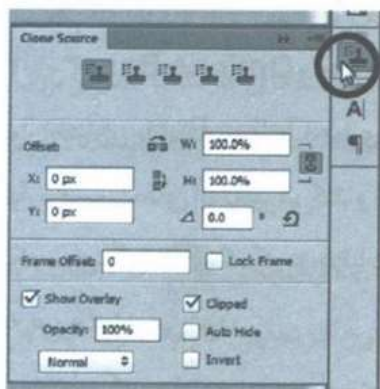 Clone Source
Offset: W: 100.0%
X: 0 px H: 100.0%
Y: 0 px 0.0 °
Frame Offset: 0 Lock Frame
Show Overlay Clipped
Opacity: 100% Auto Hide
Normal Invert
A